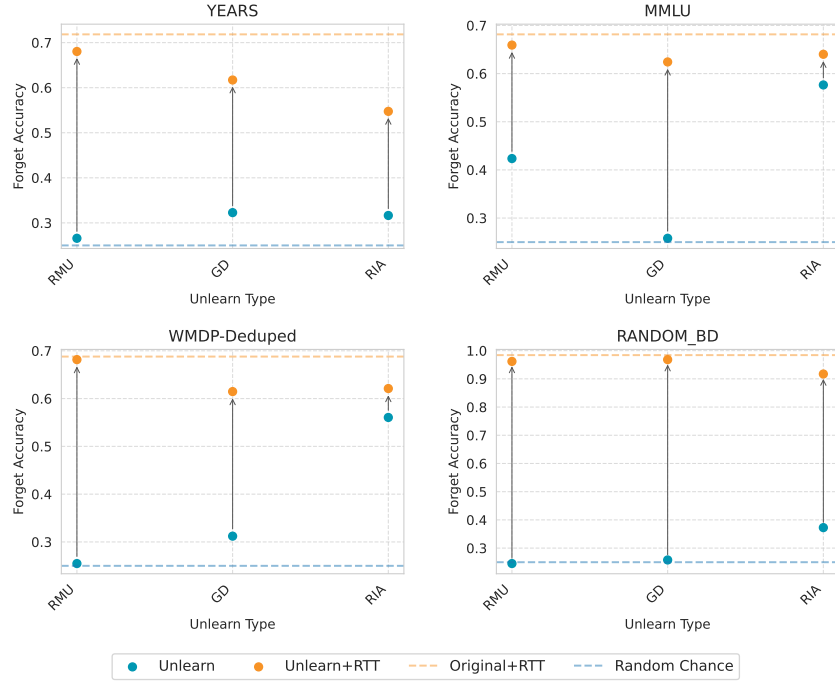 YEARS
0.7
0.6
0.5
0.4
0.3
Forget Accuracy
RMU
GD
RIA
Unlearn Type
MMLU
0.7
0.6
0.5
0.4
0.3
Forget Accuracy
RMU
GD
RIA
Unlearn Type
WMDP-Deduped
0.7
0.6
0.5
0.4
0.3
Forget Accuracy
RMU
GD
RIA
Unlearn Type
RANDOM_BD
1.0
0.9
0.8
0.7
0.6
0.5
0.4
0.3
Forget Accuracy
RMU
GD
RIA
Unlearn Type
Unlearn Unlearn+RTT Original+RTT Random Chance